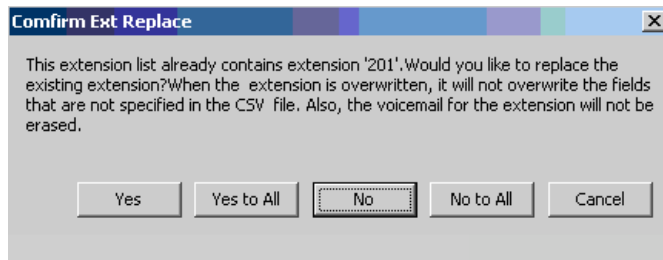 Comfirm Ext Replace
This extension list already contains extension '201'.Would you like to replace the
existing extension?When the  extension is overwritten, it will not overwrite the fields
that are not specified in the CSV  file. Also, the voicemail for the extension will not be
erased.
Yes Yes to All No No to All Cancel